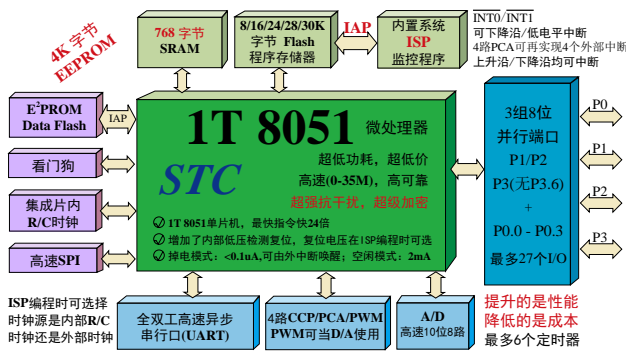 4K 字节
EEPROM
768 字节
SRAM
8/16/24/28/30K
字节 Flash
程序存储器
IAP
内置系统
ISP
监控程序
INT0/INT1
可下降沿/低电平中断
4路PCA可再实现4个外部中断
上升沿/下降沿均可中断
E²PROM
Data Flash
IAP
看门狗
集成片内
R/C时钟
高速SPI
1T 8051 微处理器
STC
超低功耗，超低价
高速(0-35M)，高可靠
超强抗干扰，超级加密
1T 8051单片机，最快指令快24倍
增加了内部低压检测复位，复位电压在ISP编程时可选
掉电模式：<0.1uA,可由外中断唤醒；空闲模式：2mA
3组8位
并行端口
P1/P2
P3(无P3.6)
+
P0.0 - P0.3
最多27个I/O
P0
P1
P2
P3
ISP编程时可选择
时钟源是内部R/C
时钟还是外部时钟
全双工高速异步
串行口(UART)
4路CCP/PCA/PWM
PWM可当D/A使用
A/D
高速10位8路
提升的是性能
降低的是成本
最多6个定时器